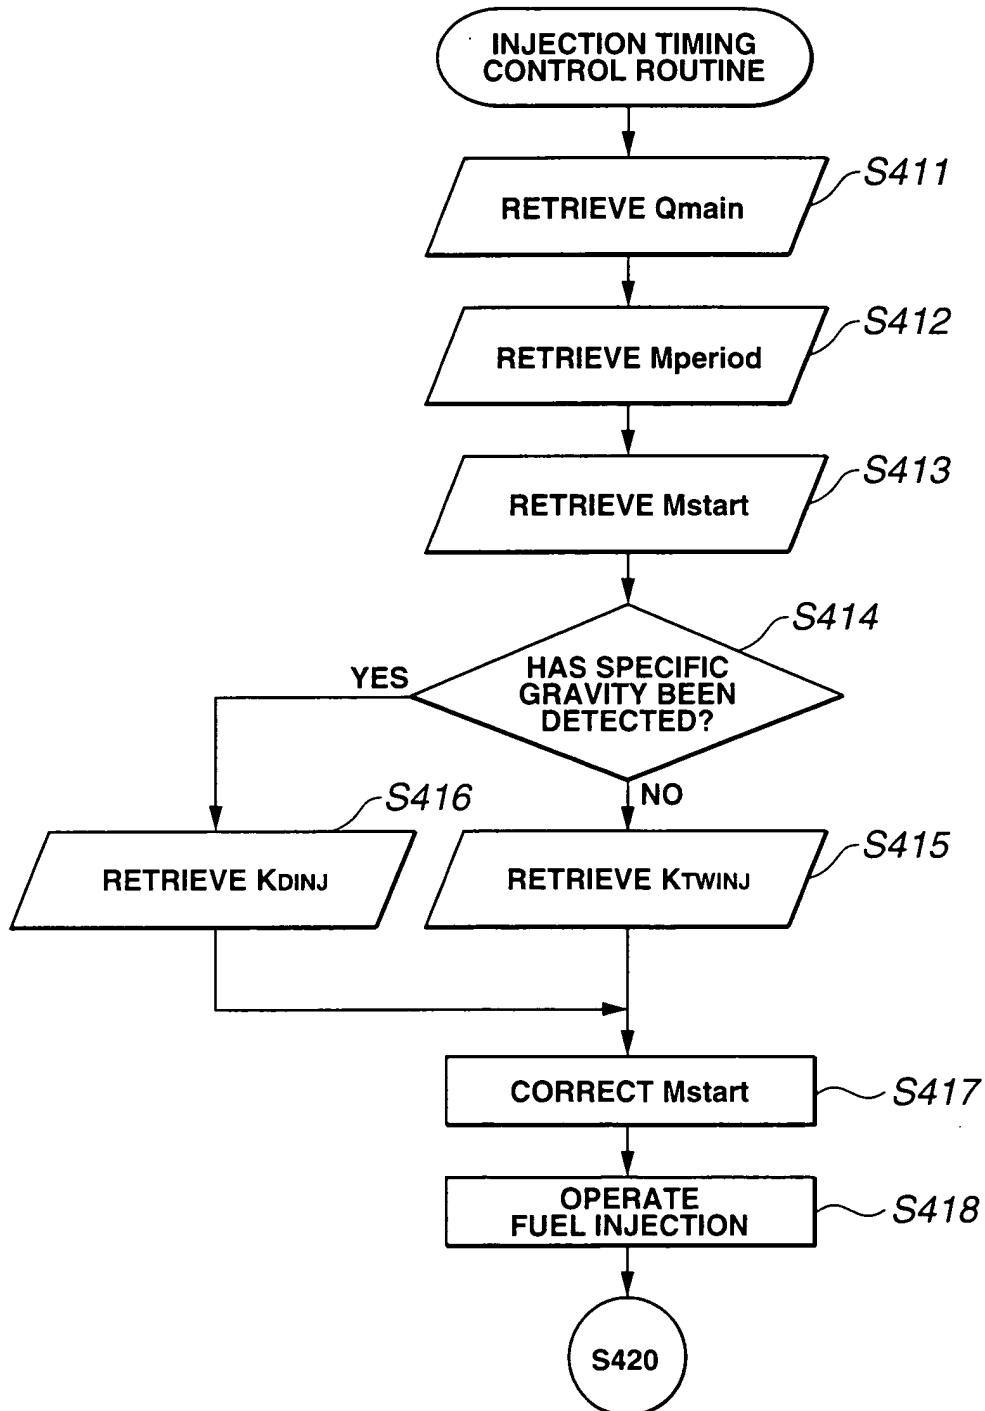 INJECTION TIMING
CONTROL ROUTINE
RETRIEVE Qmain
S411
RETRIEVE Mperiod
S412
RETRIEVE Mstart
S413
HAS SPECIFIC
GRAVITY BEEN
DETECTED?
S414
YES
NO
RETRIEVE KDINJ
S416
RETRIEVE KTWINJ
S415
CORRECT Mstart
S417
OPERATE
FUEL INJECTION
S418
S420